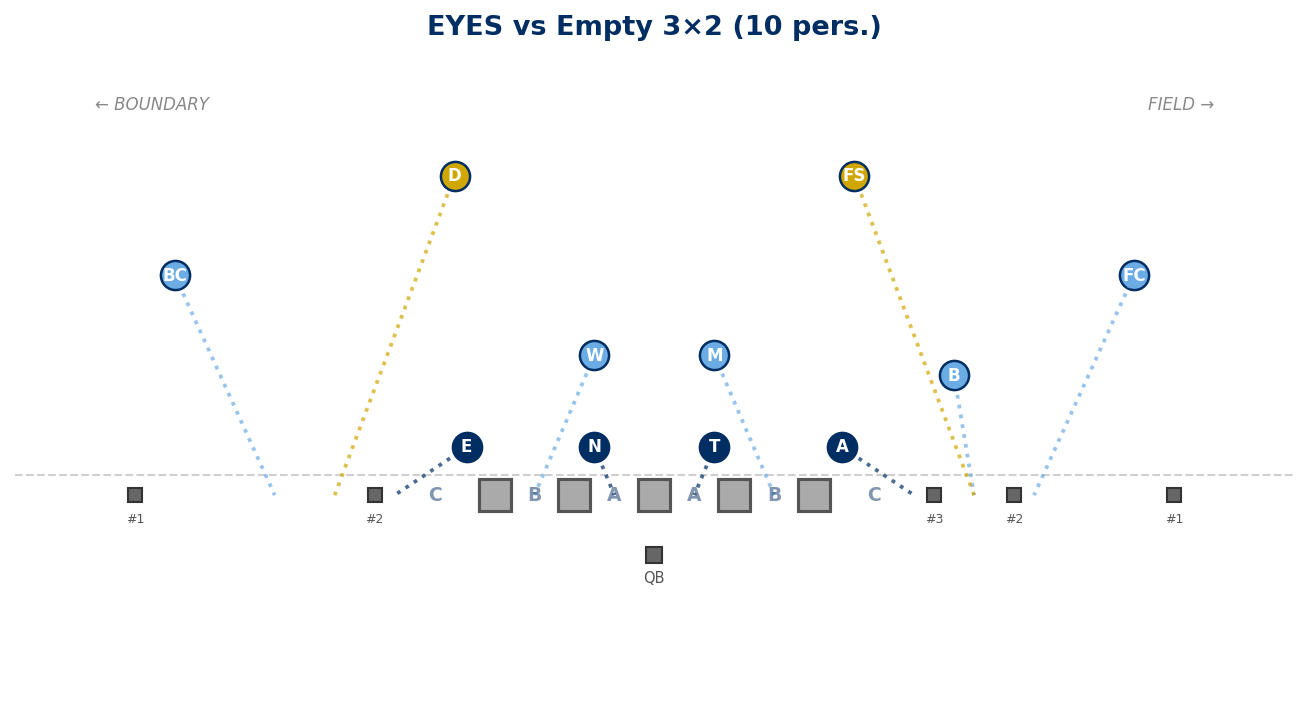 EYES vs Empty 3×2 (10 pers.)
← BOUNDARY
FIELD →
D
FS
BC
FC
W
M
B
E
N
T
A
C
B
A
A
B
C
#1
#2
#3
#2
#1
QB